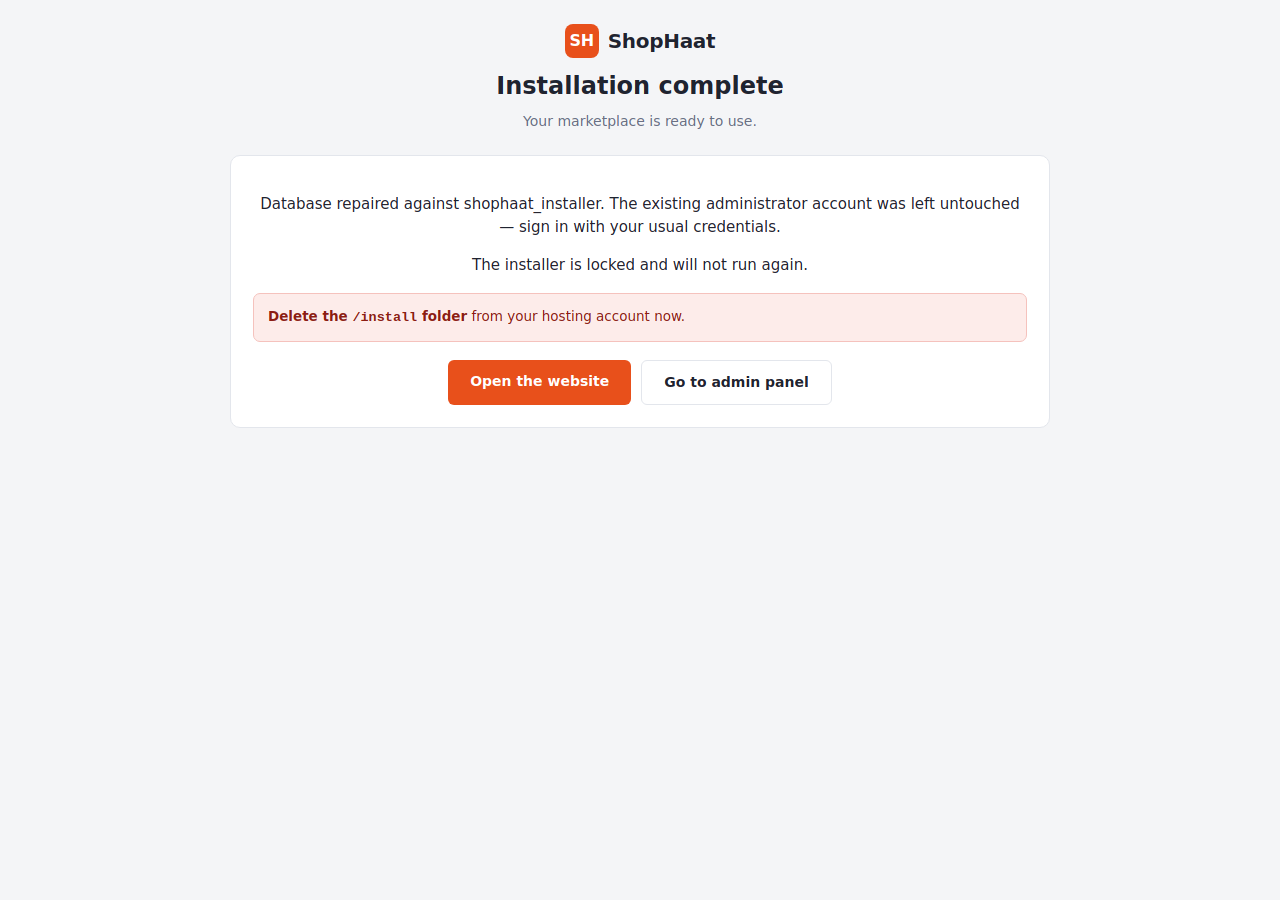 SH ShopHaat
Installation complete
Your marketplace is ready to use.
Database repaired against shophaat_installer. The existing administrator account was left untouched
— sign in with your usual credentials.
The installer is locked and will not run again.
Delete the /install folder from your hosting account now.
Open the website Go to admin panel